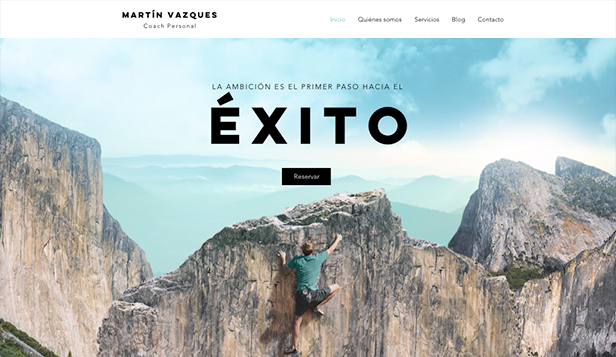 MARTÍN VAZQUES
Coach Personal
Inicio Quiénes somos Servicios Blog Contacto
LA AMBICIÓN ES EL PRIMER PASO HACIA EL
ÉXITO
Reservar